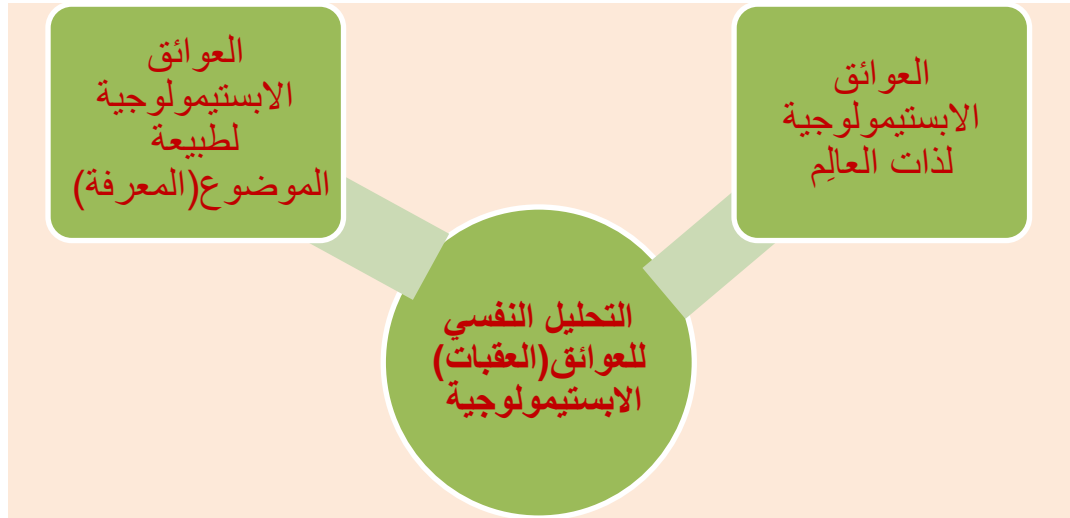 العوائق
الابستيمولوجية
لذات العالِم
العوائق
الابستيمولوجية
لطبيعة
الموضوع(المعرفة)
التحليل النفسي
للعوائق(العقبات)
الابستيمولوجية